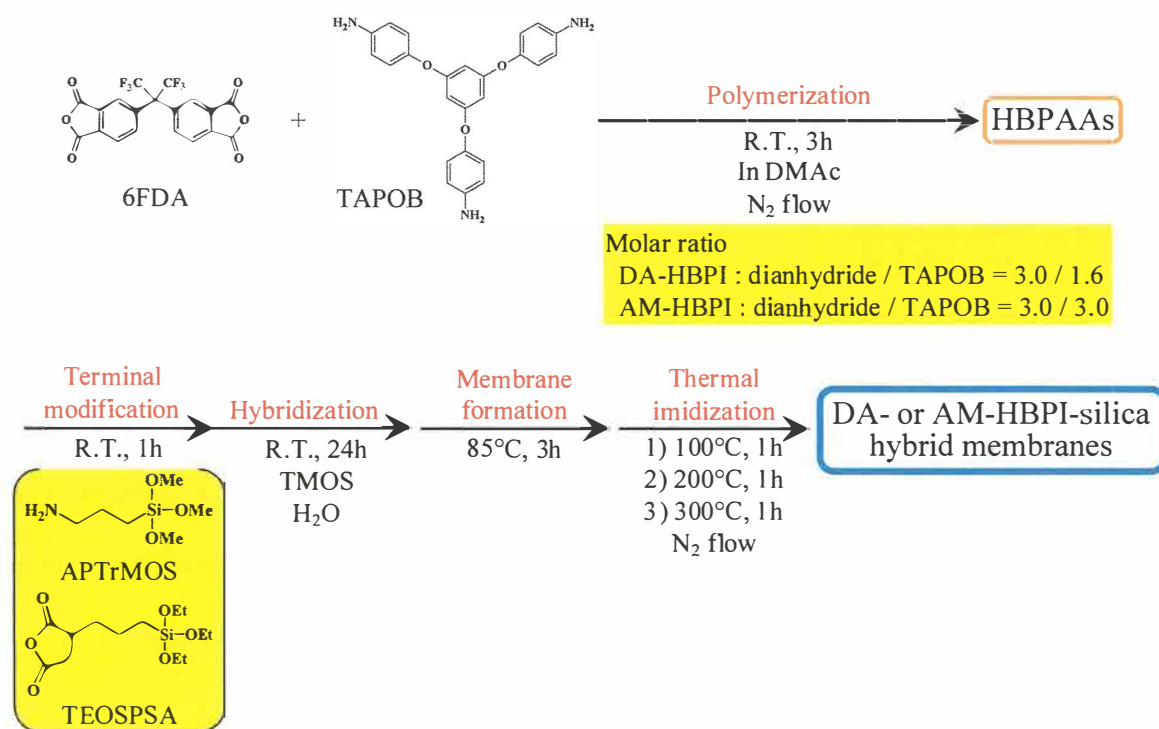 H₂N
NH₂
O
O
F₃C
CF₃
O
O
O
O
O
O
O
O
O
NH₂
6FDA
+
TAPOB
Polymerization
R.T., 3h
In DMAc
N₂ flow
HBPAAs
Molar ratio
DA-HBPI : dianhydride / TAPOB = 3.0 / 1.6
AM-HBPI : dianhydride / TAPOB = 3.0 / 3.0
Terminal
modification
R.T., 1h
Hybridization
R.T., 24h
TMOS
H₂O
Membrane
formation
85°C, 3h
Thermal
imidization
1) 100°C, 1h
2) 200°C, 1h
3) 300°C, 1h
N₂ flow
DA- or AM-HBPI-silica
hybrid membranes
OMe
H₂N
Si
OMe
OMe
APTrMOS
O
O
O
OEt
Si
OEt
OEt
TEOSPSA